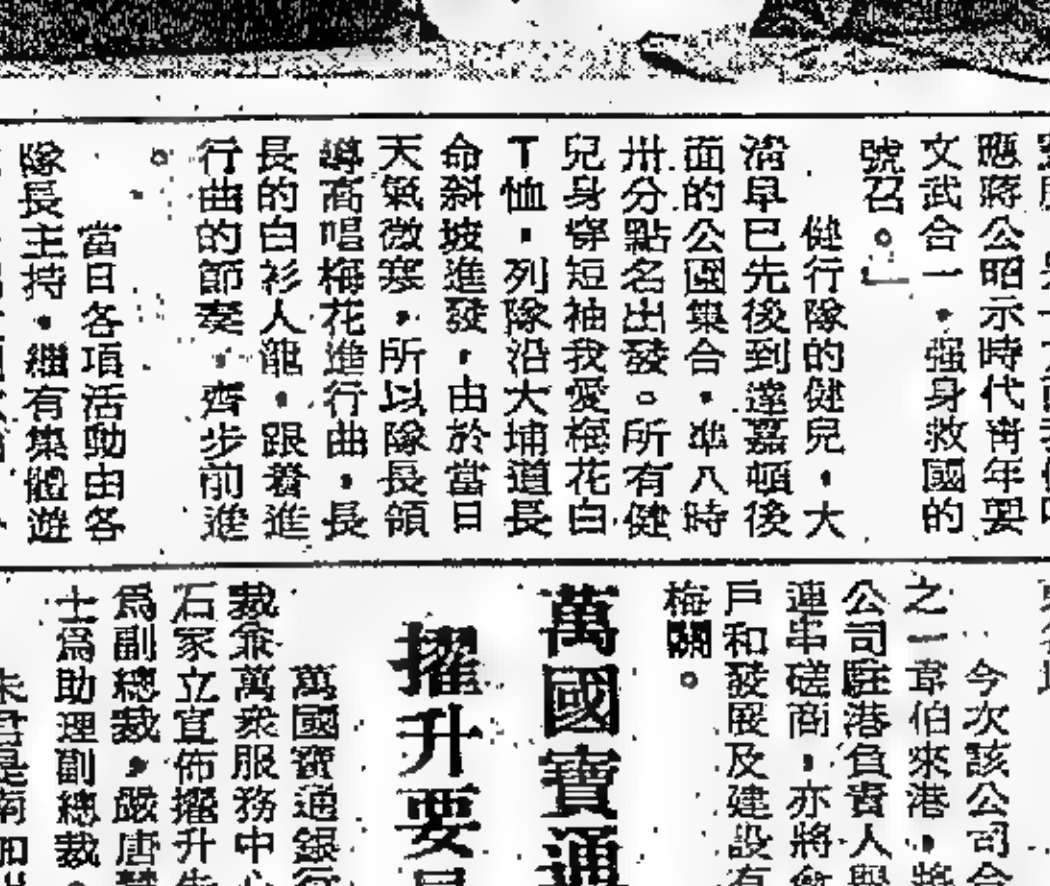 應蔣公昭示時代靑年要
文武合一，强身救國的
號召。」
健行隊的健兒，大
淸早已先後到達嘉頓後
面的公園集合，準八時
卅分點名出發。所有健
兒身穿短袖我愛梅花白
T恤，列隊沿大埔道長
命斜坡進發，由於當日
天氣微寒，所以隊長領
導高唱梅花進行曲，長
長的白衫人龍，跟着進
行曲的節奏，齊步前進
。
當日各項活動由各
隊長主持，繼有集體遊
今次該公司
之一韋伯來港，將
公司駐港負責人
連串磋商，亦將
戶和發展及建設有
梅關。
萬國寶通
擢升要
萬國寶通銀行
裁兼萬衆服務中心
石家立宣佈擢升
爲副總裁，嚴唐
士爲助理副總裁，
君是南加